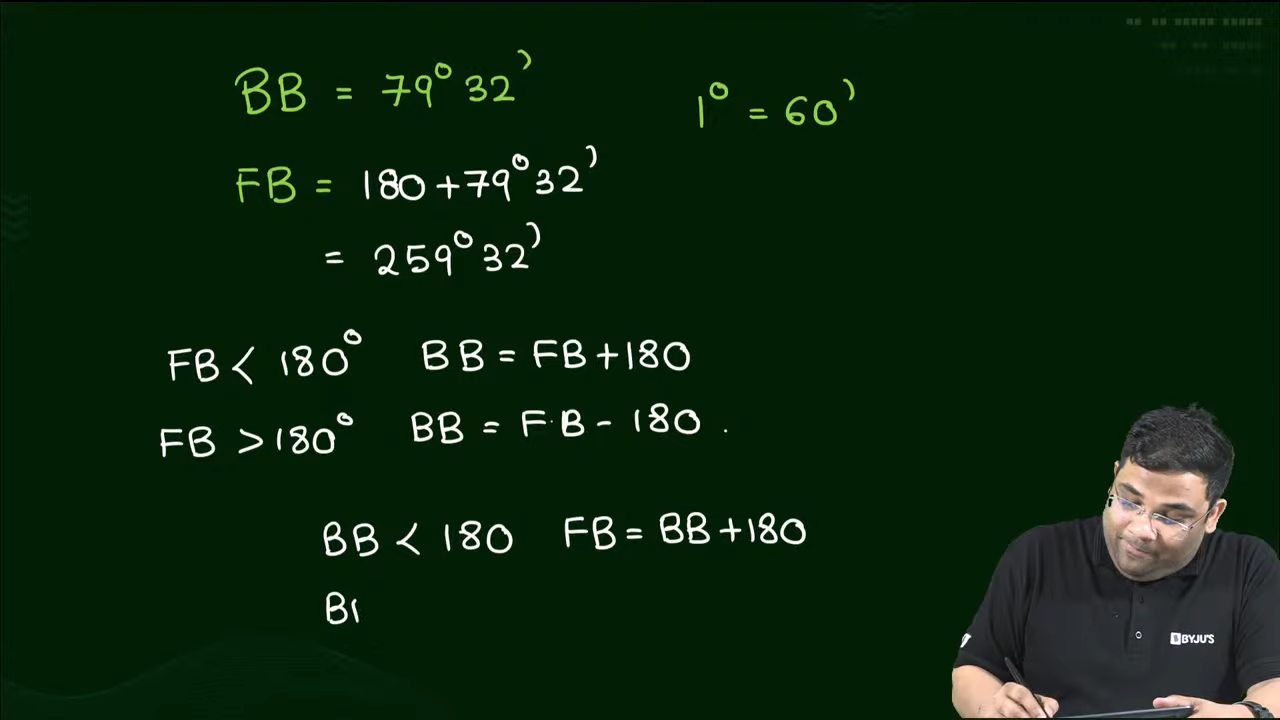 BB = 79° 32'
1° = 60'
FB = 180 + 79° 32'
= 259° 32'
FB < 180° BB = FB + 180
FB > 180° BB = F.B - 180 .
BB < 180 FB = BB + 180
B
BYJU'S